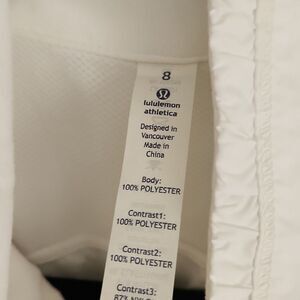 8
lululemon
athletica
Designed in
Vancouver
Made in
China
Body:
100% POLYESTER
Contrast1:
100% POLYESTER
Contrast2:
100% POLYESTER
Contrast3:
87%